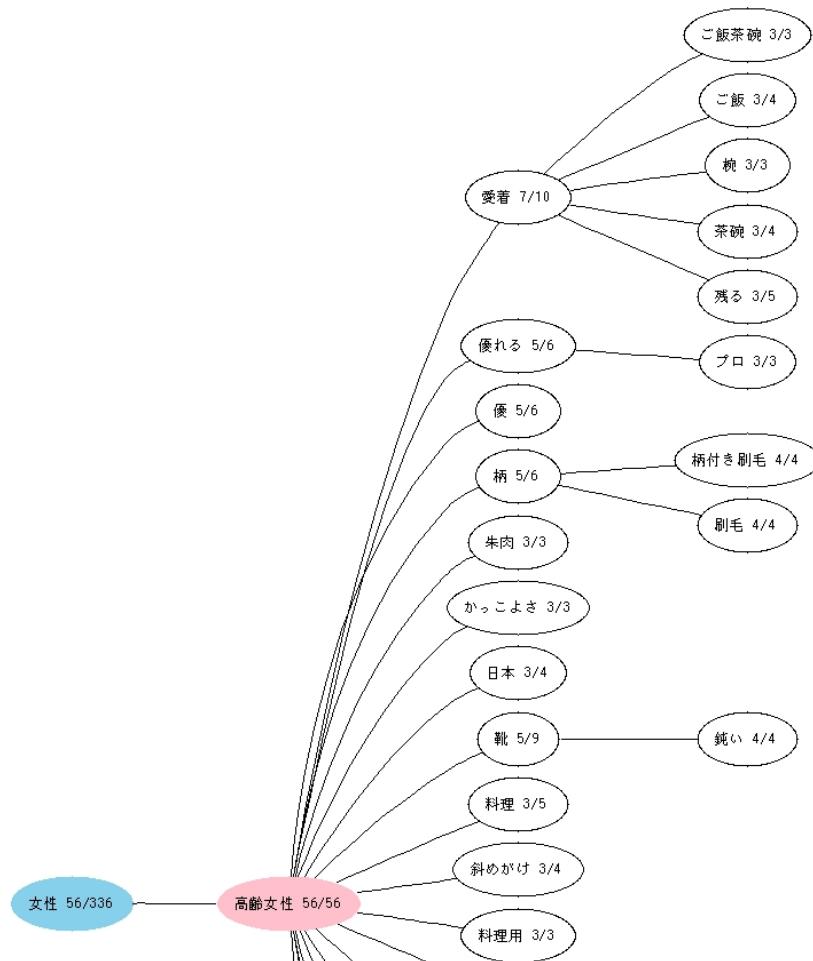 ご飯茶碗 3/3
ご飯 3/4
椀 3/3
愛着 7/10
茶碗 3/4
残る 3/5
優れる 5/6
プロ 3/3
優 5/6
柄 5/6
柄付き刷毛 4/4
刷毛 4/4
朱肉 3/3
かっこよさ 3/3
日本 3/4
靴 5/9
鈍い 4/4
料理 3/5
斜めがけ 3/4
女性 56/336
高齢女性 56/56
料理用 3/3